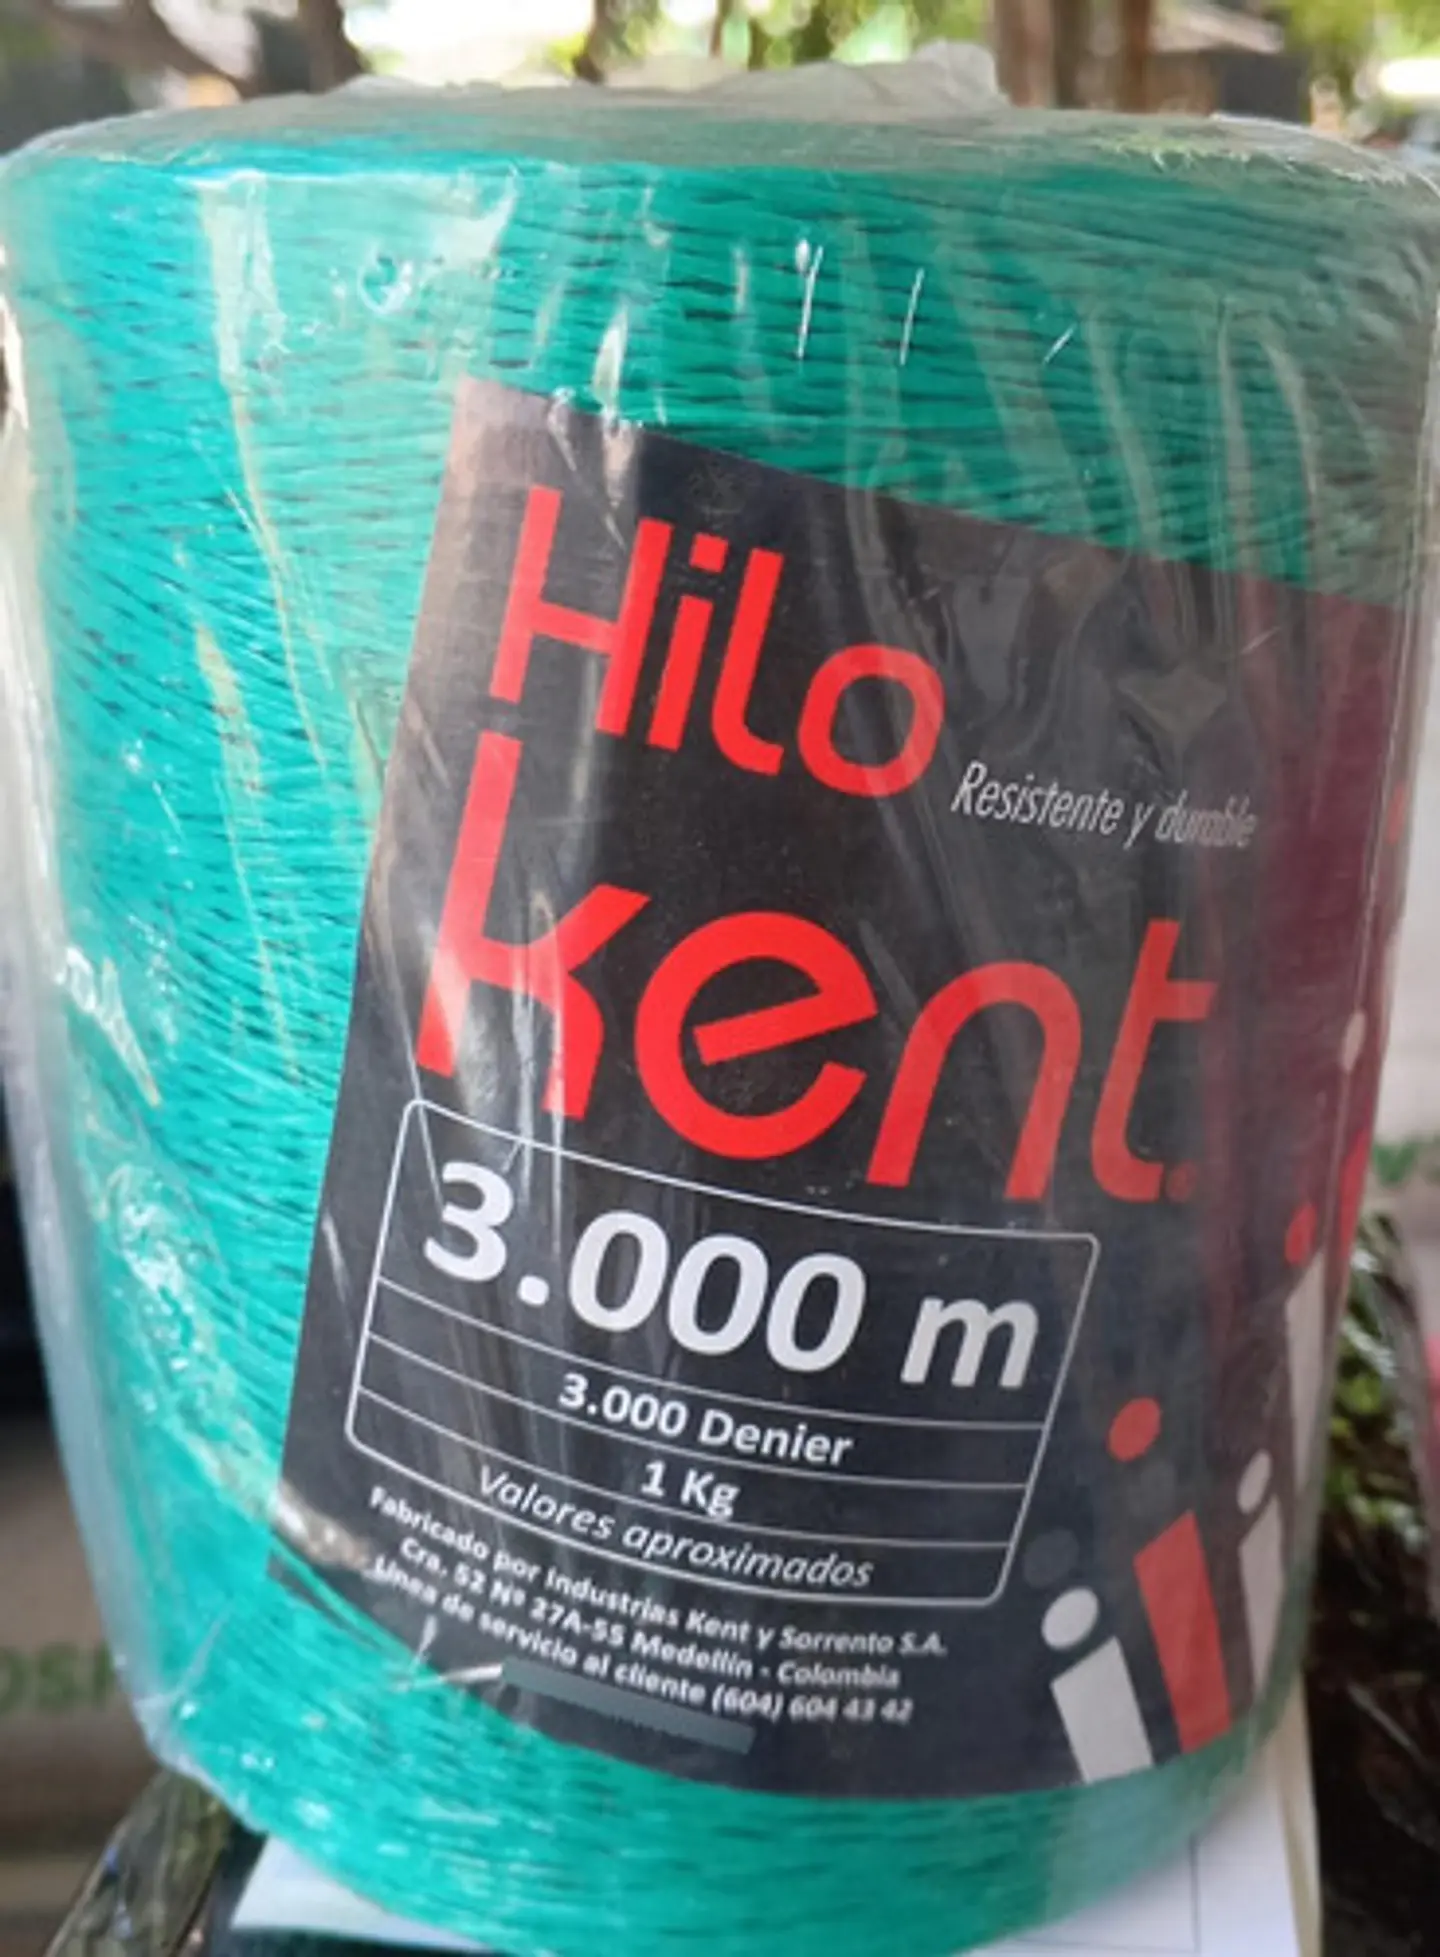 Hilo
Resistente y durable
kent.
3.000 m
3.000 Denier
1 Kg
Valores aproximados
Fabricado por Industrias Kent y Sorrento S.A.
Cra. 52 Nº 27A-55 Medellín - Colombia
Línea de servicio al cliente (604) 604 43 42